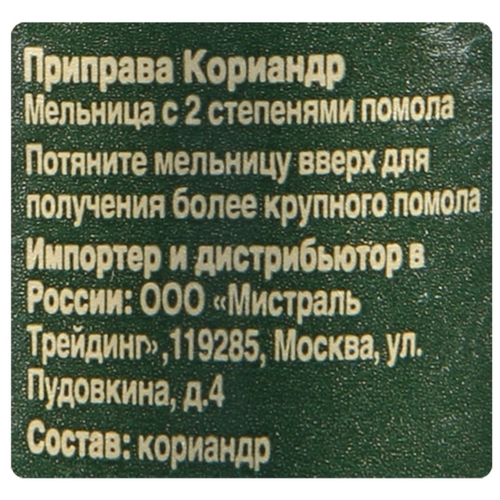 Приправа Кориандр
Мельница с 2 степенями помола
Потяните мельницу вверх для
получения более крупного помола
Импортер и дистрибьютор в
России: ООО «Мистраль
Трейдинг»,119285, Москва, ул.
Пудовкина, д.4
Состав: кориандр